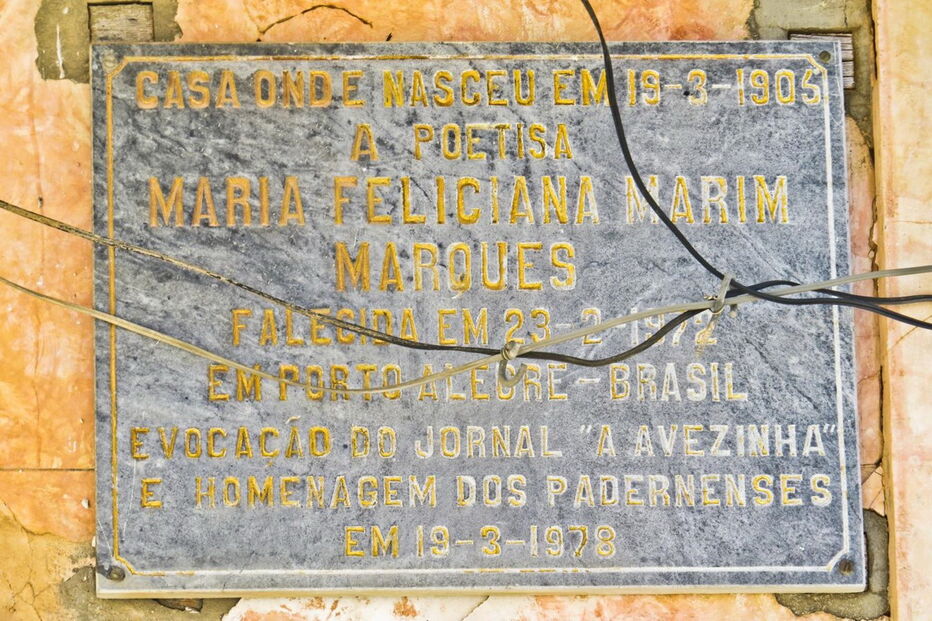 CASA ONDE NASCEU EM 19-3-1905
A POETISA
MARIA FELICIANA MARIM
MARQUES
FALECIDA EM 23-2-1972
EM PORTO ALEGRE - BRASIL
EVOCAÇÃO DO JORNAL "A AVEZINHA"
E HOMENAGEM DOS PADERNENSES
EM 19-3-1978